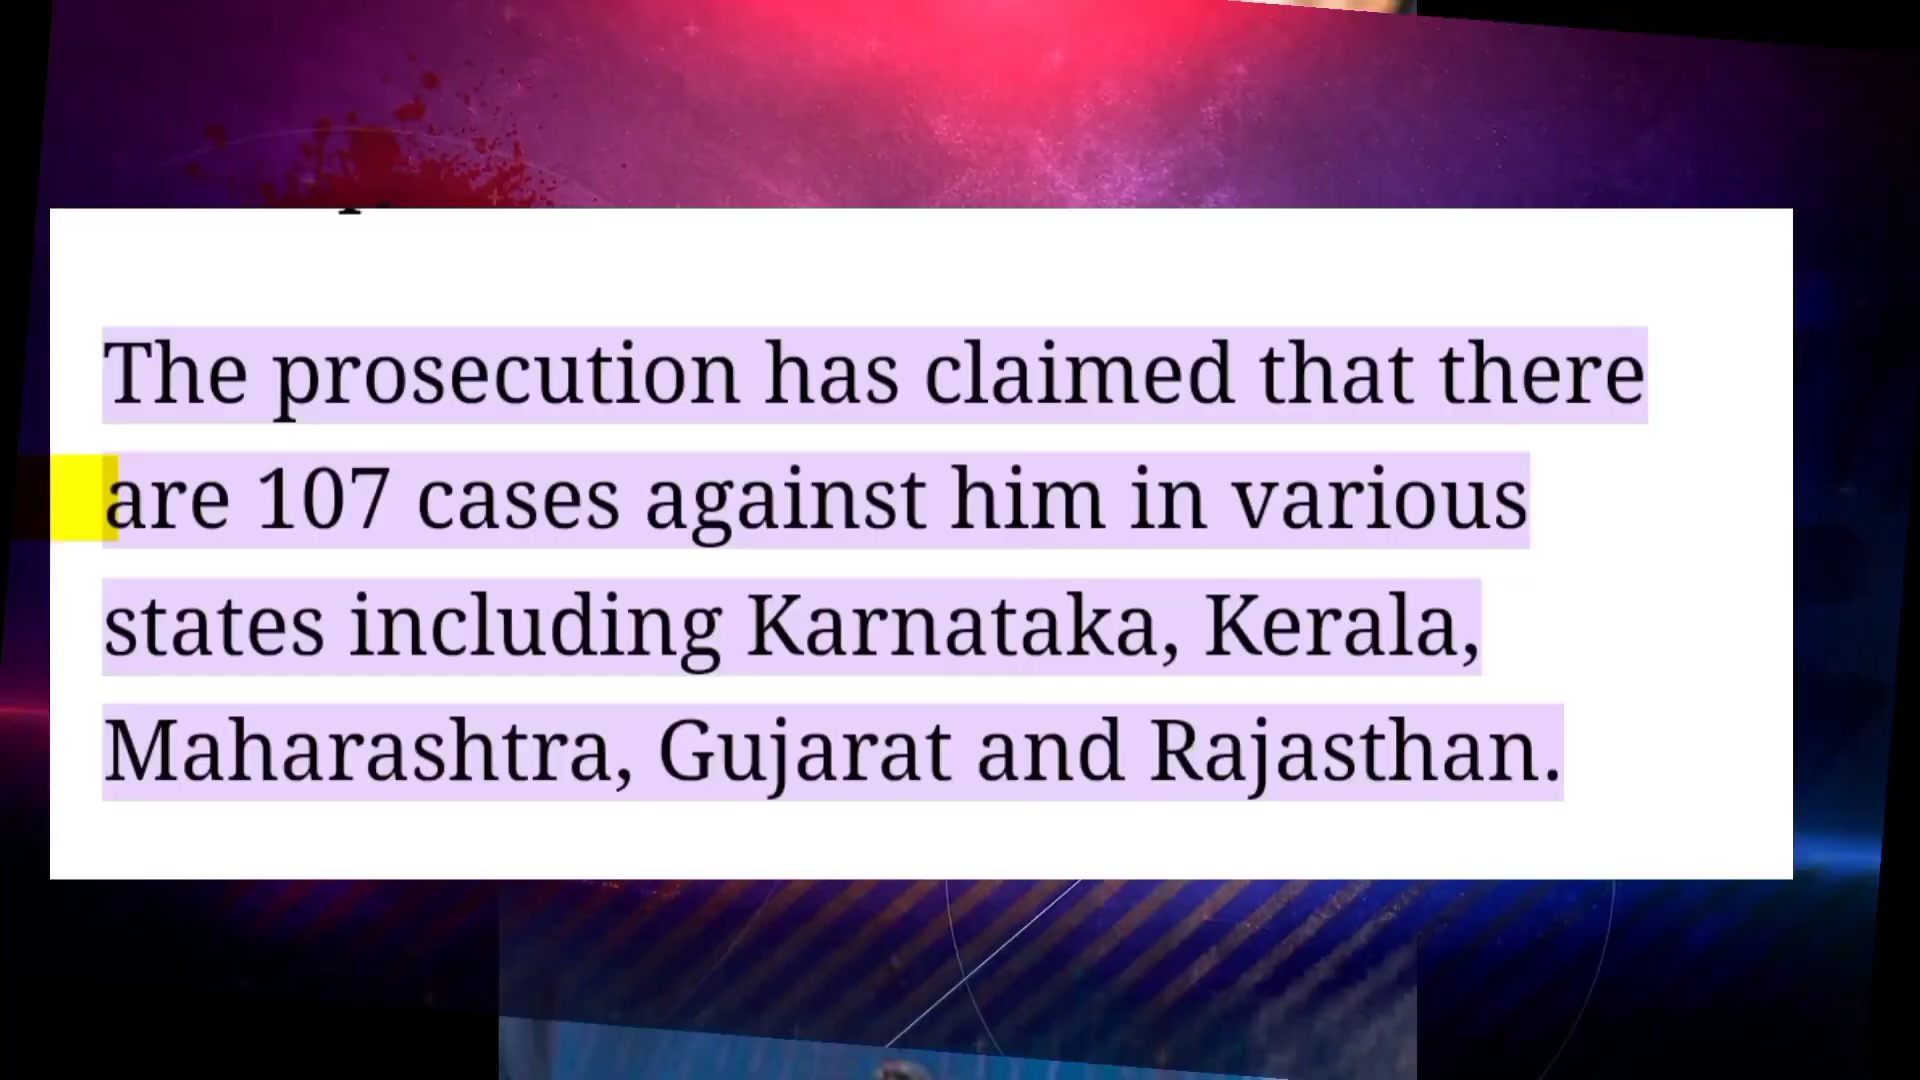 The prosecution has claimed that there
are 107 cases against him in various
states including Karnataka, Kerala,
Maharashtra, Gujarat and Rajasthan.